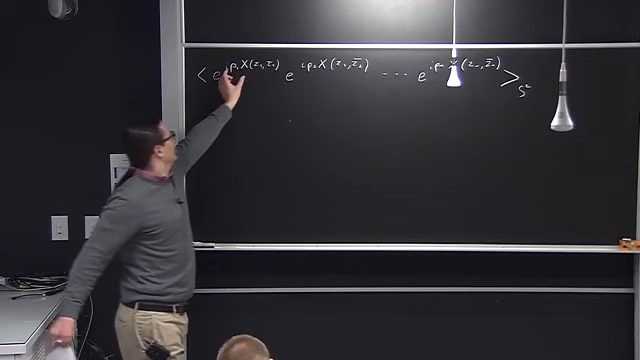 < e^{ip₁X(z₁,z̄₁)} e^{ip₂X(z₂,z̄₂)} ... e^{ipₙX(zₙ,z̄ₙ)} >_{S²}